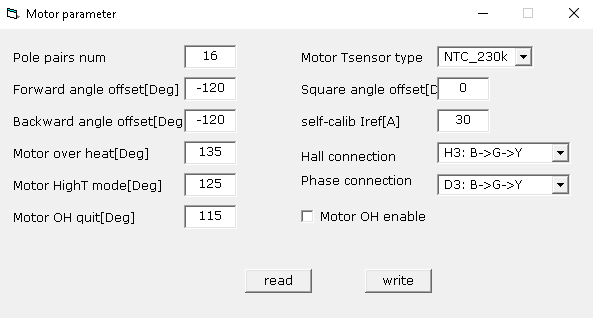 Motor parameter
Pole pairs num 16 Motor Tsensor type NTC_230k
Forward angle offset[Deg] -120 Square angle offset[D 0
Backward angle offset[Deg -120 self-calib Iref[A] 30
Motor over heat[Deg] 135 Hall connection H3: B->G->Y
Motor HighT mode[Deg] 125 Phase connection D3: B->G->Y
Motor OH quit[Deg] 115 Motor OH enable
read write